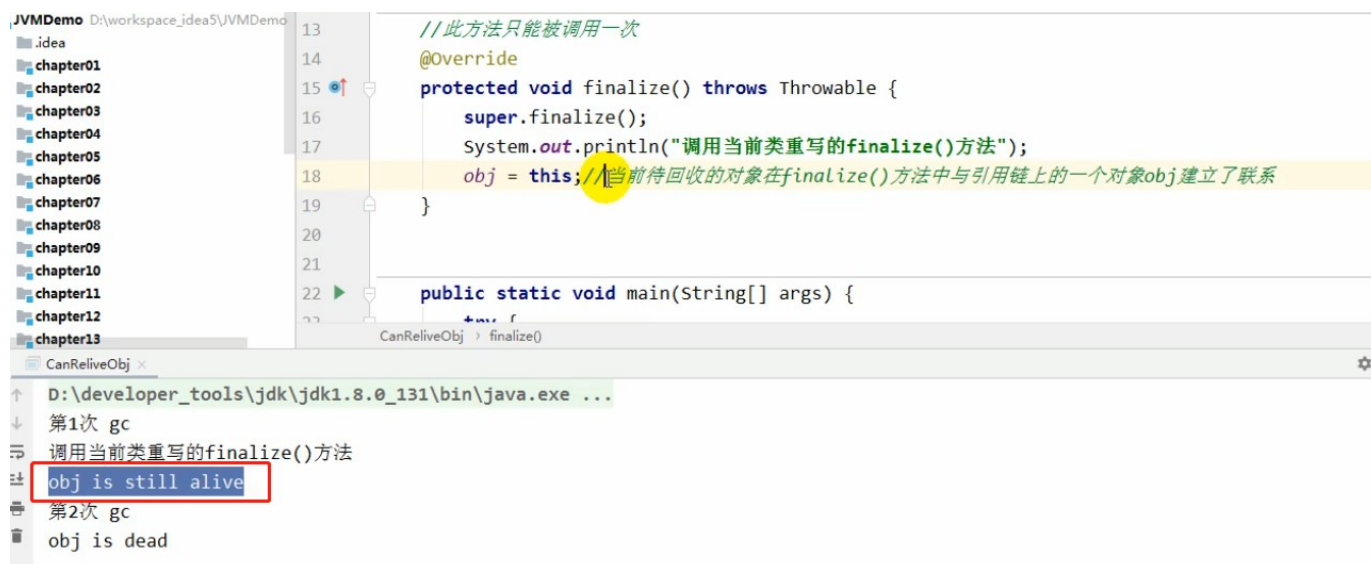 JVMDemo D:\workspace_idea5\JVMDemo
.idea
chapter01
chapter02
chapter03
chapter04
chapter05
chapter06
chapter07
chapter08
chapter09
chapter10
chapter11
chapter12
chapter13
13 //此方法只能被调用一次
14 @Override
15 protected void finalize() throws Throwable {
16 super.finalize();
17 System.out.println("调用当前类重写的finalize()方法");
18 obj = this;//当前待回收的对象在finalize()方法中与引用链上的一个对象obj建立了联系
19 }
20
21
22 public static void main(String[] args) {
23 try {
CanReliveObj › finalize()
CanReliveObj ×
D:\developer_tools\jdk\jdk1.8.0_131\bin\java.exe ...
第1次 gc
调用当前类重写的finalize()方法
obj is still alive
第2次 gc
obj is dead